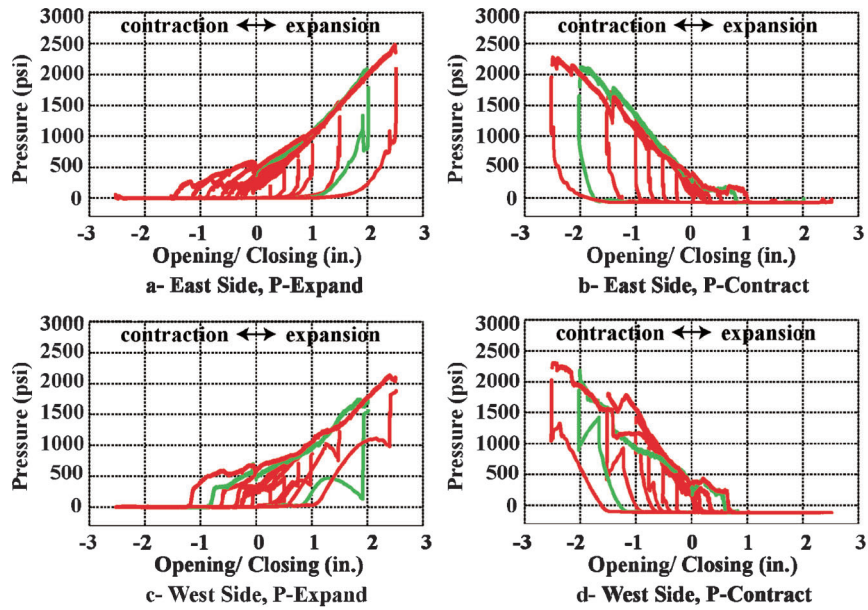 contraction ↔ expansion
Pressure (psi)
3000
2500
2000
1500
1000
500
0
-3 -2 -1 0 1 2 3
Opening/ Closing (in.)
a- East Side, P-Expand
contraction ↔ expansion
Pressure (psi)
3000
2500
2000
1500
1000
500
0
-3 -2 -1 0 1 2 3
Opening/ Closing (in.)
b- East Side, P-Contract
contraction ↔ expansion
Pressure (psi)
3000
2500
2000
1500
1000
500
0
-3 -2 -1 0 1 2 3
Opening/ Closing (in.)
c- West Side, P-Expand
contraction ↔ expansion
Pressure (psi)
3000
2500
2000
1500
1000
500
0
-3 -2 -1 0 1 2 3
Opening/ Closing (in.)
d- West Side, P-Contract